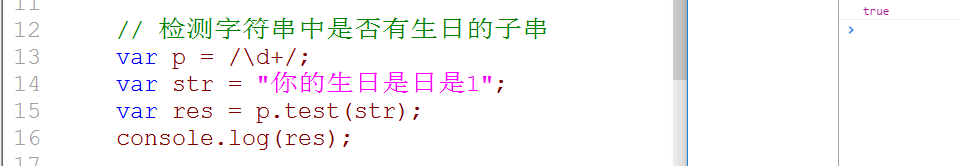 11
12 // 检测字符串中是否有生日的子串
13 var p = /\d+/;
14 var str = "你的生日是日是1";
15 var res = p.test(str);
16 console.log(res);
17
true
>